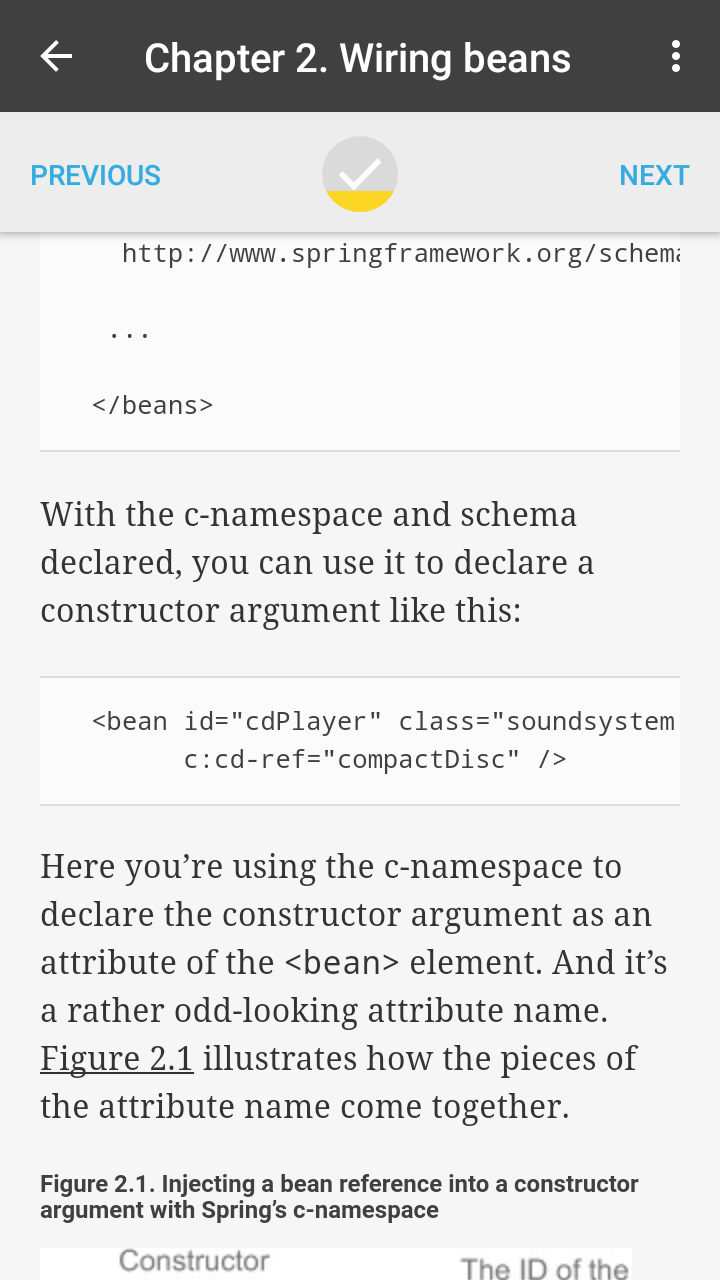 Chapter 2. Wiring beans
PREVIOUS
NEXT
http://www.springframework.org/schema
...
</beans>
With the c-namespace and schema
declared, you can use it to declare a
constructor argument like this:
<bean id="cdPlayer" class="soundsystem
c:cd-ref="compactDisc" />
Here you’re using the c-namespace to
declare the constructor argument as an
attribute of the <bean> element. And it’s
a rather odd-looking attribute name.
Figure 2.1 illustrates how the pieces of
the attribute name come together.
Figure 2.1. Injecting a bean reference into a constructor
argument with Spring’s c-namespace
Constructor
The ID of the